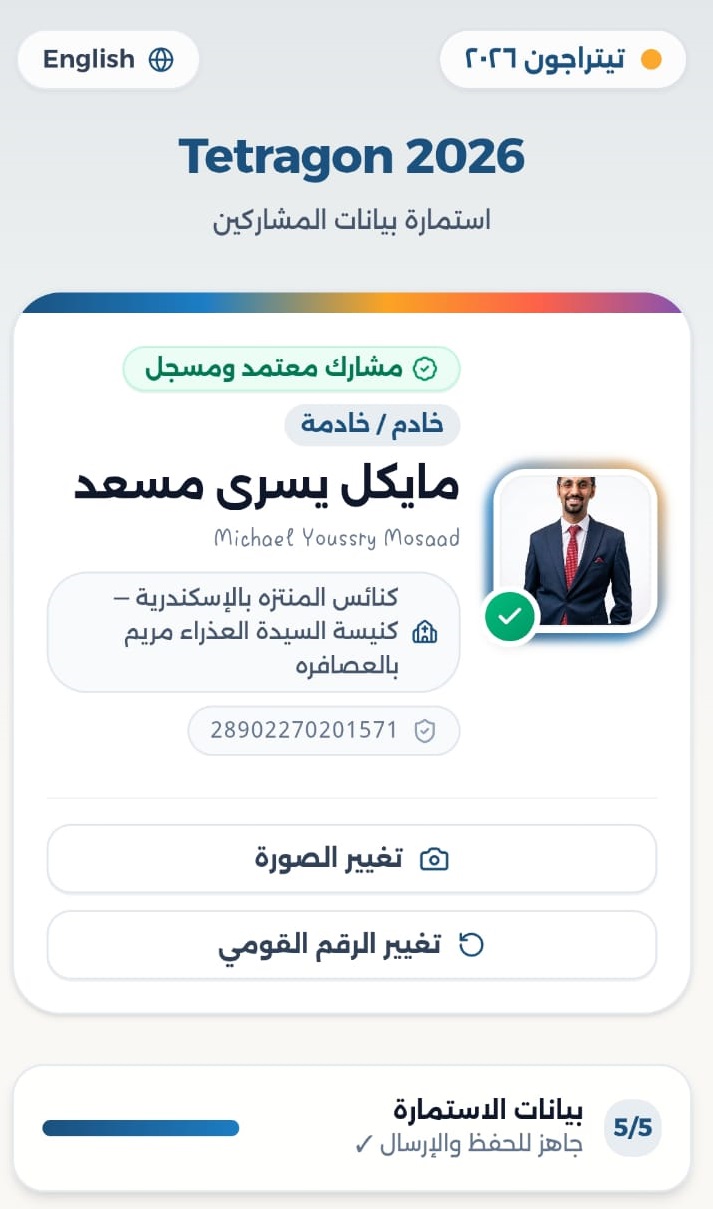 تيتراجون ٢٠٢٦
English
Tetragon 2026
استمارة بيانات المشاركين
مشارك معتمد ومسجل
خادم / خادمة
مايكل يسرى مسعد
Michael Youssry Mosaad
كنائس المنتزه بالإسكندرية –
كنيسة السيدة العذراء مريم
بالعصافره
28902270201571
تغيير الصورة
تغيير الرقم القومي
5/5
بيانات الاستمارة
جاهز للحفظ والإرسال ✓